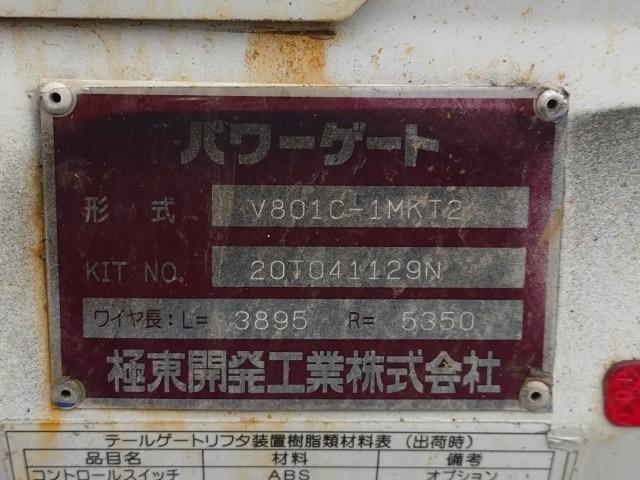 パワーゲート
形 式 V801C-1MKT2
KIT NO. 20T041129N
ワイヤ長：L= 3895 R= 5350
極東開発工業株式会社
テールゲートリフタ装置樹脂類材料表（出荷時）
品目名 材料 備考
コントロールスイッチ ABS オプション